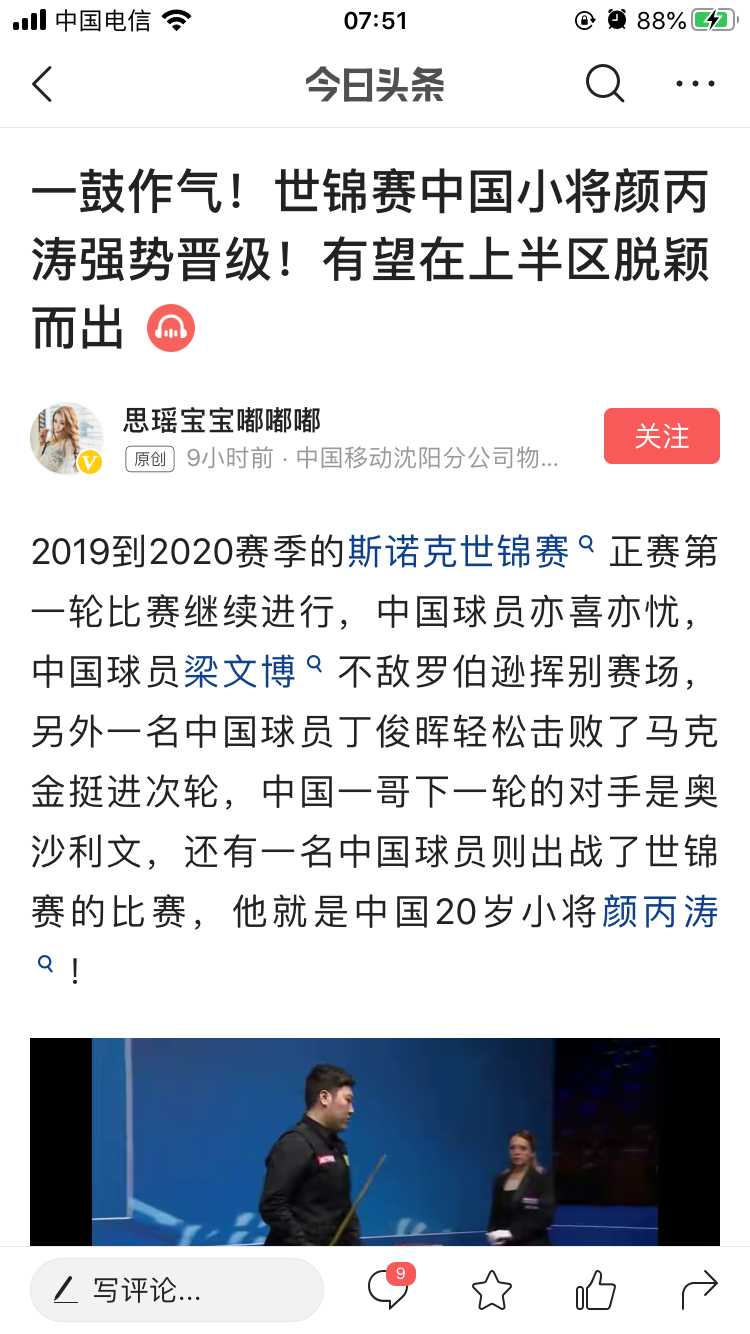 中国电信
07:51
88%
今日头条
一鼓作气！世锦赛中国小将颜丙
涛强势晋级！有望在上半区脱颖
而出
思瑶宝宝嘟嘟嘟
关注
原创 9小时前 · 中国移动沈阳分公司物...
2019到2020赛季的斯诺克世锦赛 正赛第
一轮比赛继续进行，中国球员亦喜亦忧，
中国球员梁文博 不敌罗伯逊挥别赛场，
另外一名中国球员丁俊晖轻松击败了马克
金挺进次轮，中国一哥下一轮的对手是奥
沙利文，还有一名中国球员则出战了世锦
赛的比赛，他就是中国20岁小将颜丙涛
！
写评论...
9